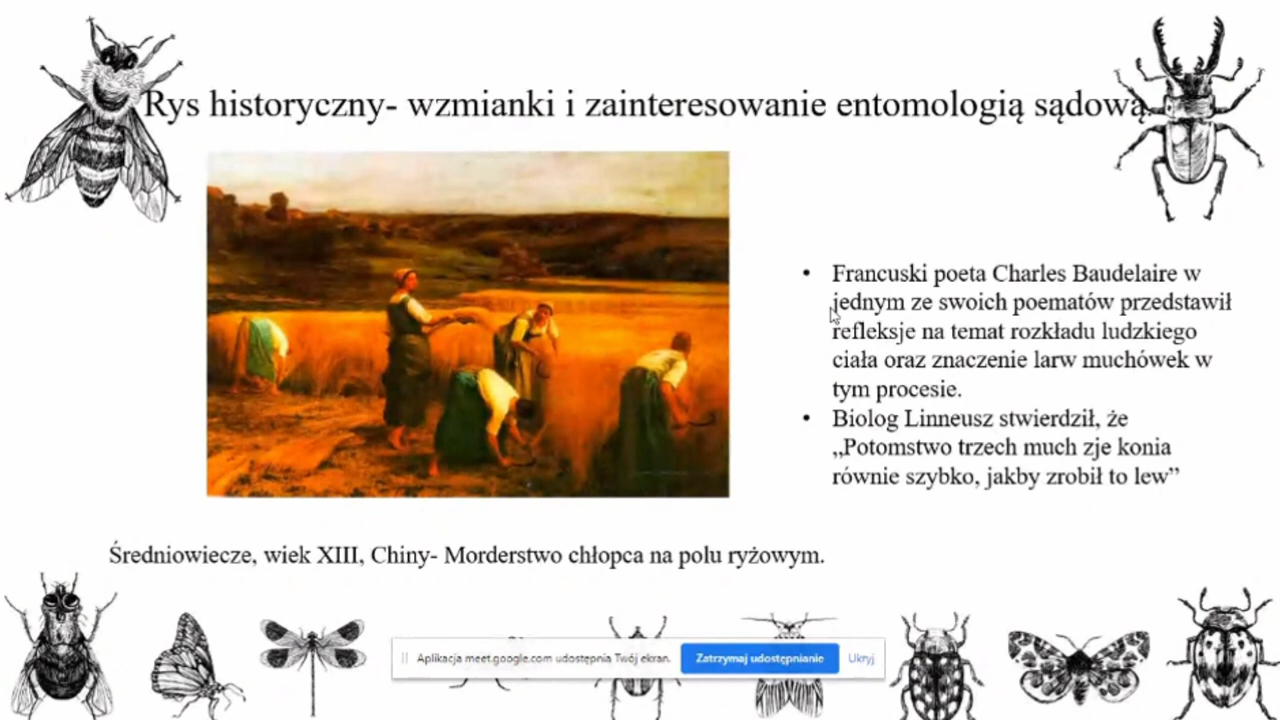 Rys historyczny- wzmianki i zainteresowanie entomologią sądową.
• Francuski poeta Charles Baudelaire w
jednym ze swoich poematów przedstawił
refleksje na temat rozkładu ludzkiego
ciała oraz znaczenie larw muchówek w
tym procesie.
• Biolog Linneusz stwierdził, że
„Potomstwo trzech much zje konia
równie szybko, jakby zrobił to lew”
Średniowiecze, wiek XIII, Chiny- Morderstwo chłopca na polu ryżowym.
Aplikacja meet.google.com udostępnia Twój ekran. Zatrzymaj udostępnianie Ukryj